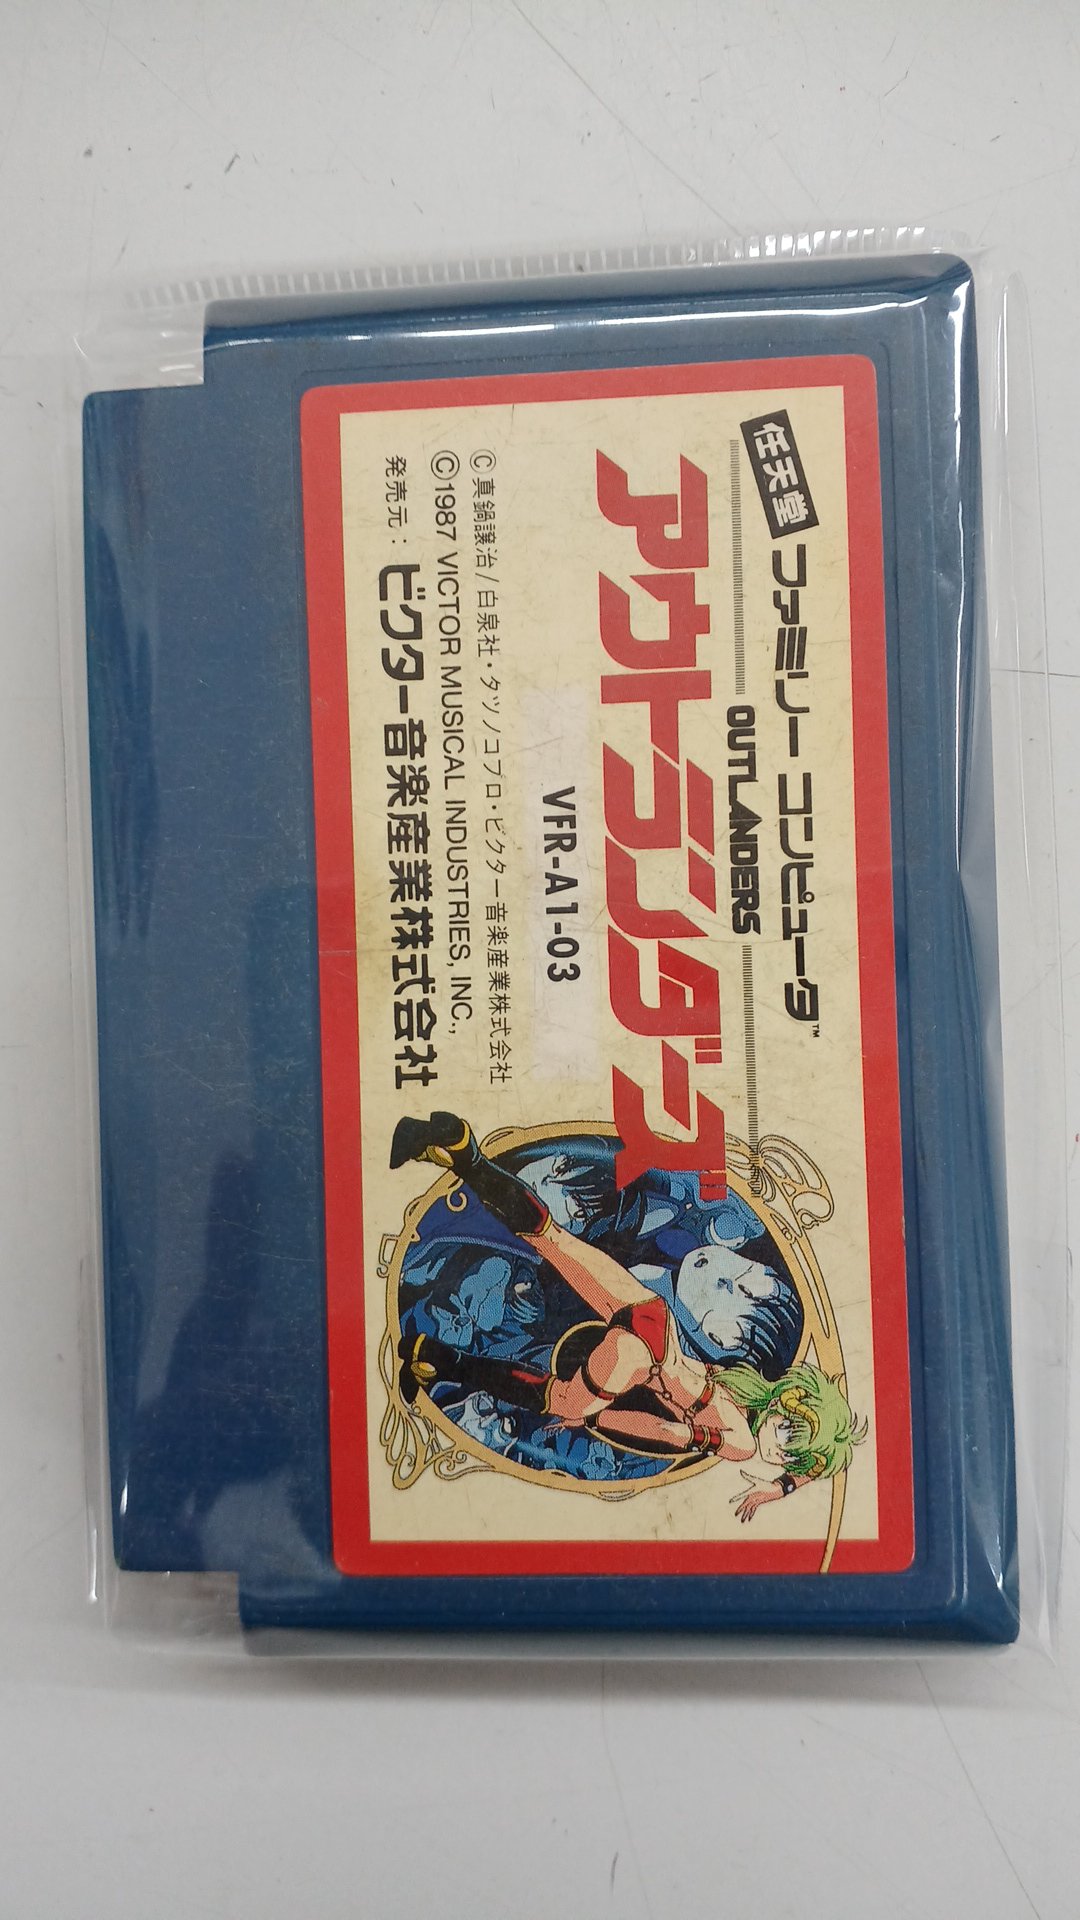 任天堂 ファミリー コンピュータ™
OUTLANDERS
アウトランダーズ
VFR-A1-03
©真鍋譲治/白泉社・タツノコプロ・ビクター音楽産業株式会社
©1987 VICTOR MUSICAL INDUSTRIES, INC.,
発売元：ビクター音楽産業株式会社